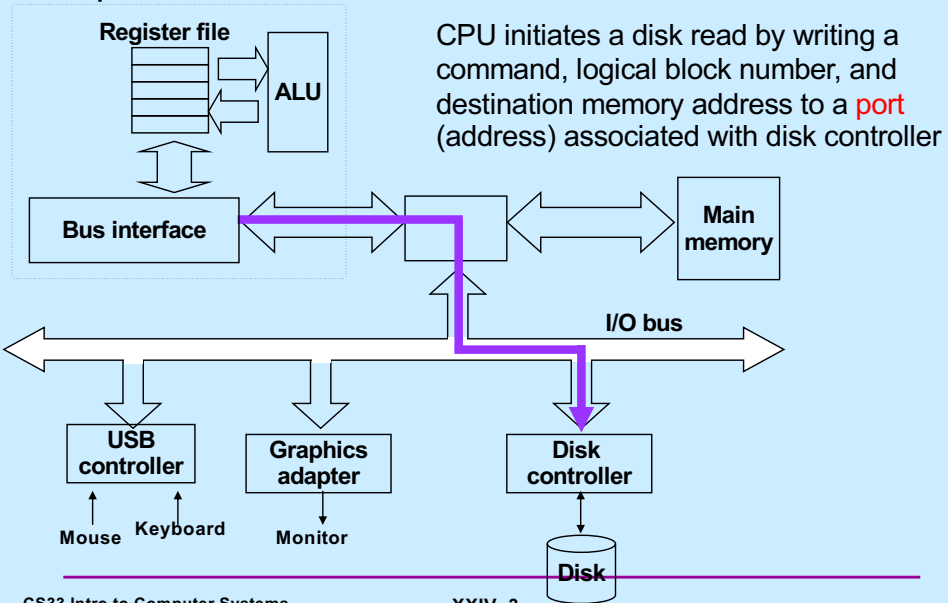 Register file
CPU initiates a disk read by writing a
command, logical block number, and
destination memory address to a port
(address) associated with disk controller
ALU
Bus interface
Main
memory
I/O bus
USB
controller
Graphics
adapter
Disk
controller
Mouse
Keyboard
Monitor
Disk